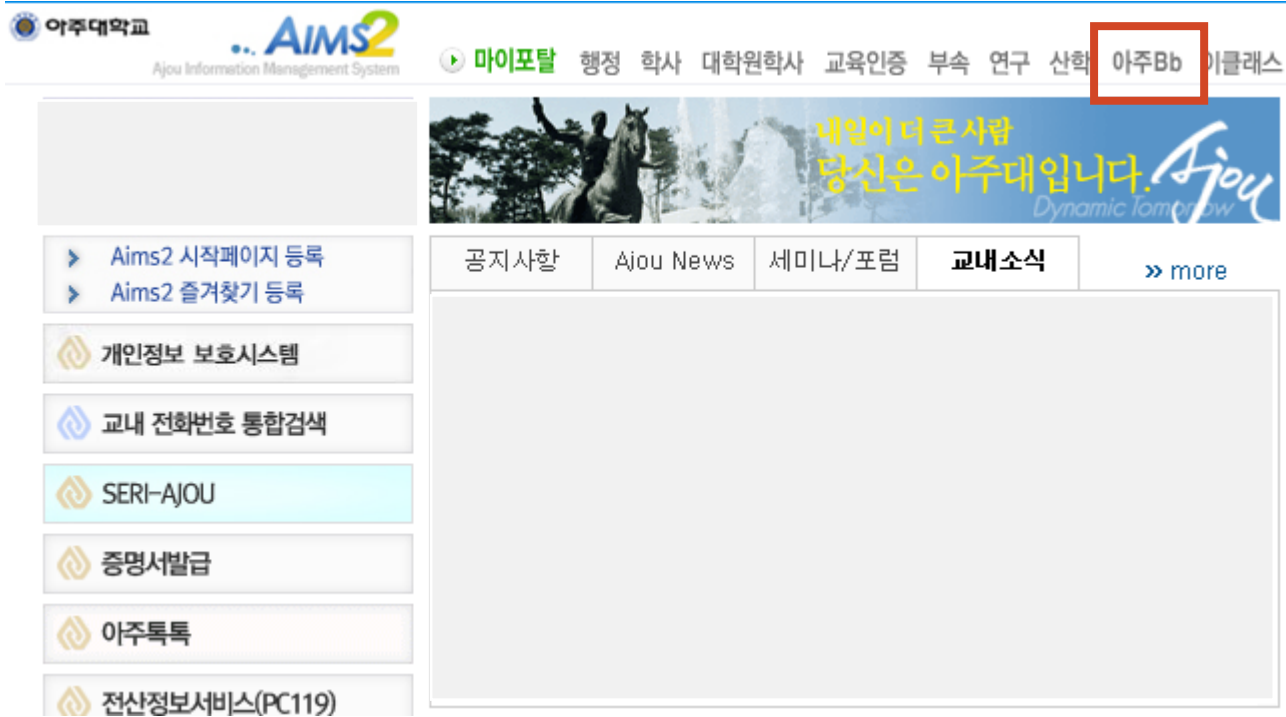 아주대학교
AIMS2
Ajou Information Management System
마이포탈 행정 학사 대학원학사 교육인증 부속 연구 산학 아주Bb 이클래스
내일이 더 큰 사람
당신은 아주대입니다.
Ajou
Dynamic Tomorrow
Aims2 시작페이지 등록
Aims2 즐겨찾기 등록
공지사항 Ajou News 세미나/포럼 교내소식 » more
개인정보 보호시스템
교내 전화번호 통합검색
SERI-AJOU
증명서발급
아주톡톡
전산정보서비스(PC119)